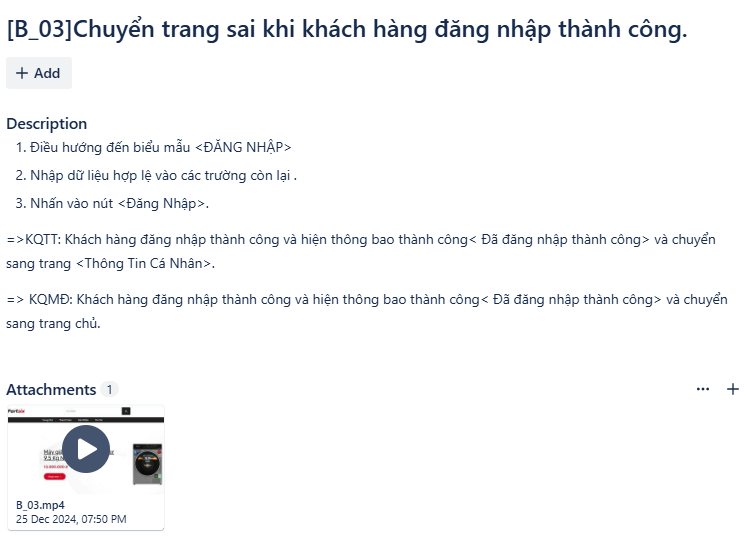 [B_03]Chuyển trang sai khi khách hàng đăng nhập thành công.
+ Add
Description
1. Điều hướng đến biểu mẫu <ĐĂNG NHẬP>
2. Nhập dữ liệu hợp lệ vào các trường còn lại .
3. Nhấn vào nút <Đăng Nhập>.
=>KQTT: Khách hàng đăng nhập thành công và hiện thông bao thành công< Đã đăng nhập thành công> và chuyển
sang trang <Thông Tin Cá Nhân>.
=> KQMĐ: Khách hàng đăng nhập thành công và hiện thông bao thành công< Đã đăng nhập thành công> và chuyển
sang trang chủ.
Attachments 1
B_03.mp4
25 Dec 2024, 07:50 PM